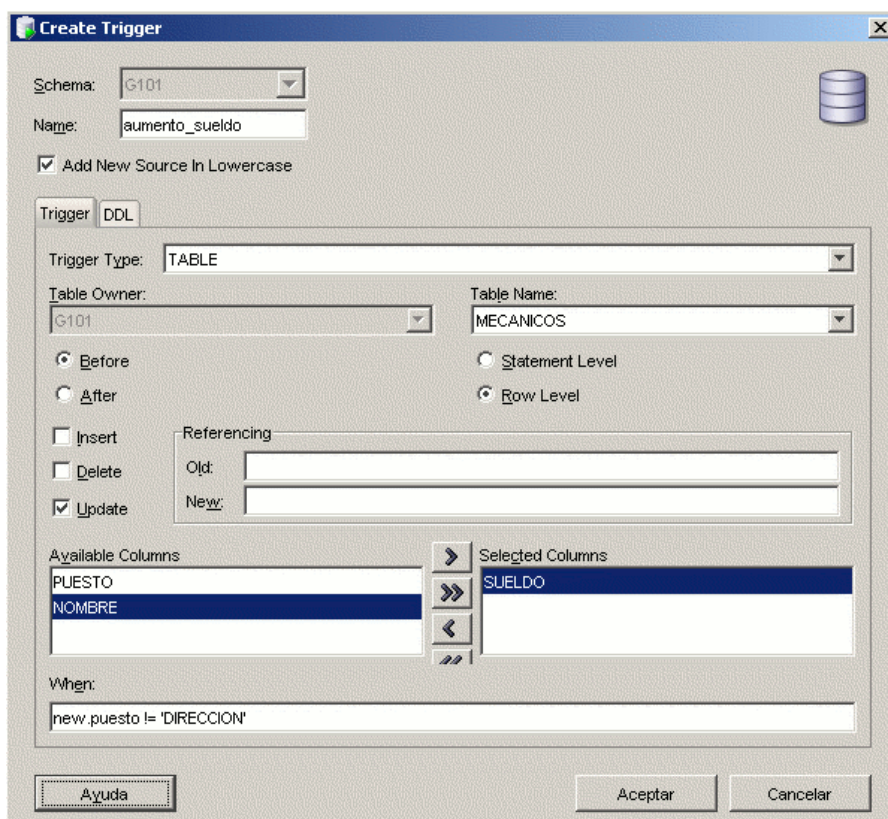 Create Trigger
Schema: G101
Name: aumento_sueldo
Add New Source In Lowercase
Trigger DDL
Trigger Type: TABLE
Table Owner: Table Name:
G101 MECANICOS
Before Statement Level
After Row Level
Insert Referencing
Delete Old:
Update New:
Available Columns Selected Columns
PUESTO SUELDO
NOMBRE
When:
new.puesto != 'DIRECCION'
Ayuda Aceptar Cancelar